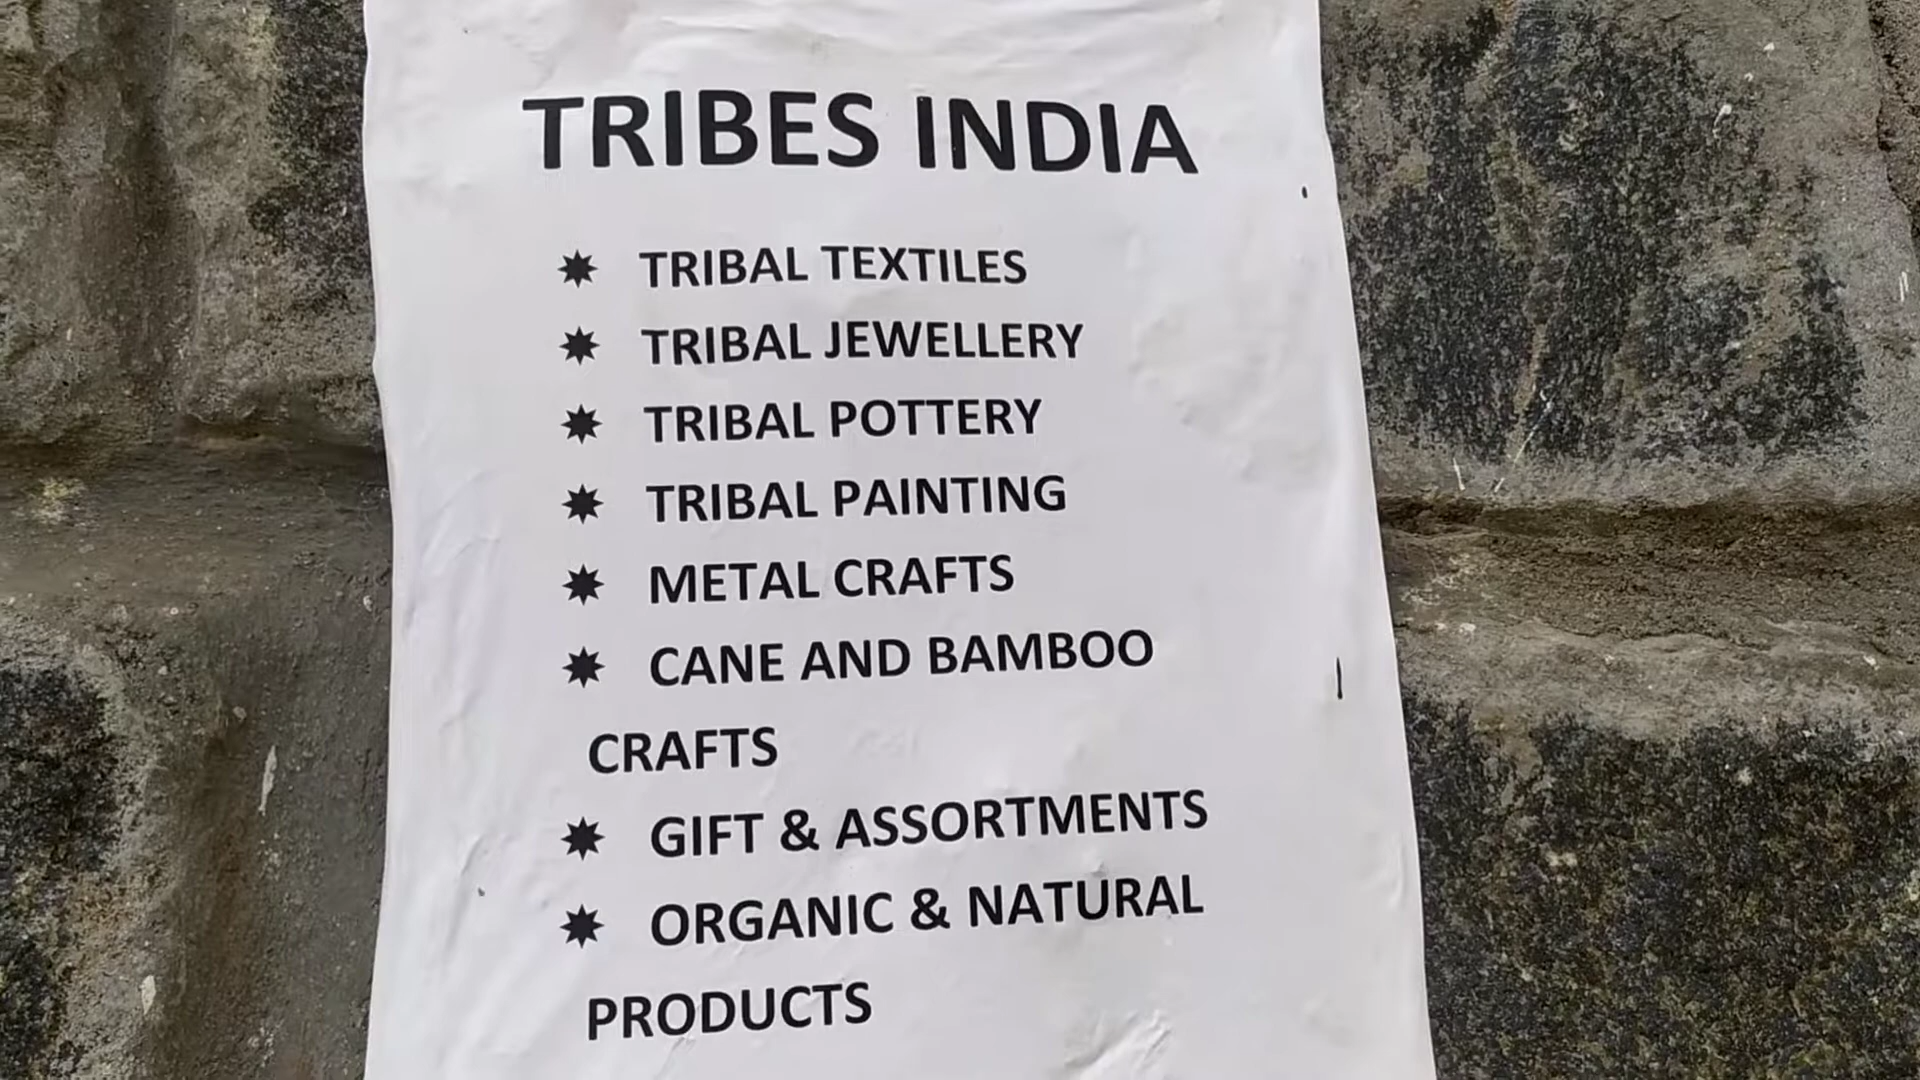 TRIBES INDIA
✷ TRIBAL TEXTILES
✷ TRIBAL JEWELLERY
✷ TRIBAL POTTERY
✷ TRIBAL PAINTING
✷ METAL CRAFTS
✷ CANE AND BAMBOO
CRAFTS
✷ GIFT & ASSORTMENTS
✷ ORGANIC & NATURAL
PRODUCTS